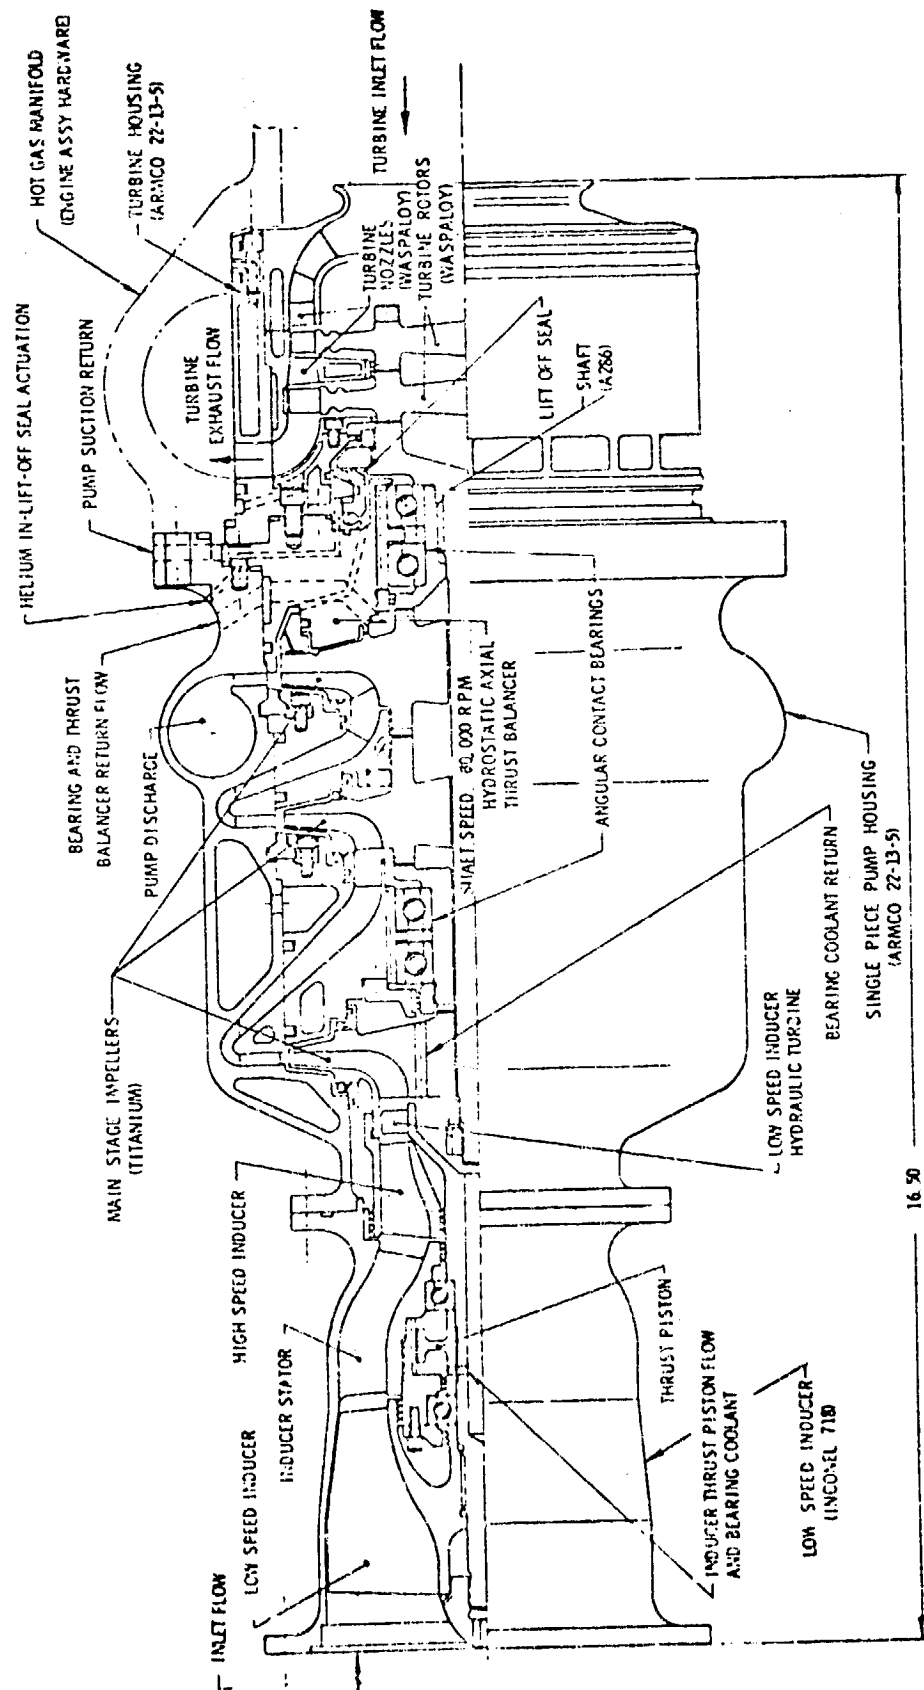 HOT GAS MANIFOLD
(ENGINE ASSY HARDWARE)
TURBINE HOUSING
(ARMCO 22-13-5)
TURBINE INLET FLOW
HELIUM IN-LIFT-OFF SEAL ACTUATION
PUMP SUCTION RETURN
TURBINE
EXHAUST FLOW
TURBINE
NOZZLES
(WASPALOY)
TURBINE ROTORS
(WASPALOY)
LIFT OFF SEAL
SHAFT
(A286)
BEARING AND THRUST
BALANCER RETURN FLOW
PUMP DISCHARGE
SHAFT SPEED, 000 RPM
HYDROSTATIC AXIAL
THRUST BALANCER
ANGULAR CONTACT BEARINGS
MAIN STAGE IMPELLERS
(TITANIUM)
BEARING COOLANT RETURN
SINGLE PIECE PUMP HOUSING
(ARMCO 22-13-5)
LOW SPEED INDUCER
HYDRAULIC TURBINE
16.50
HIGH SPEED INDUCER
INDUCER STATOR
LOW SPEED INDUCER
INLET FLOW
THRUST PISTON
INDUCER THRUST PISTON FLOW
AND BEARING COOLANT
LOW SPEED INDUCER
(INCONEL 718)